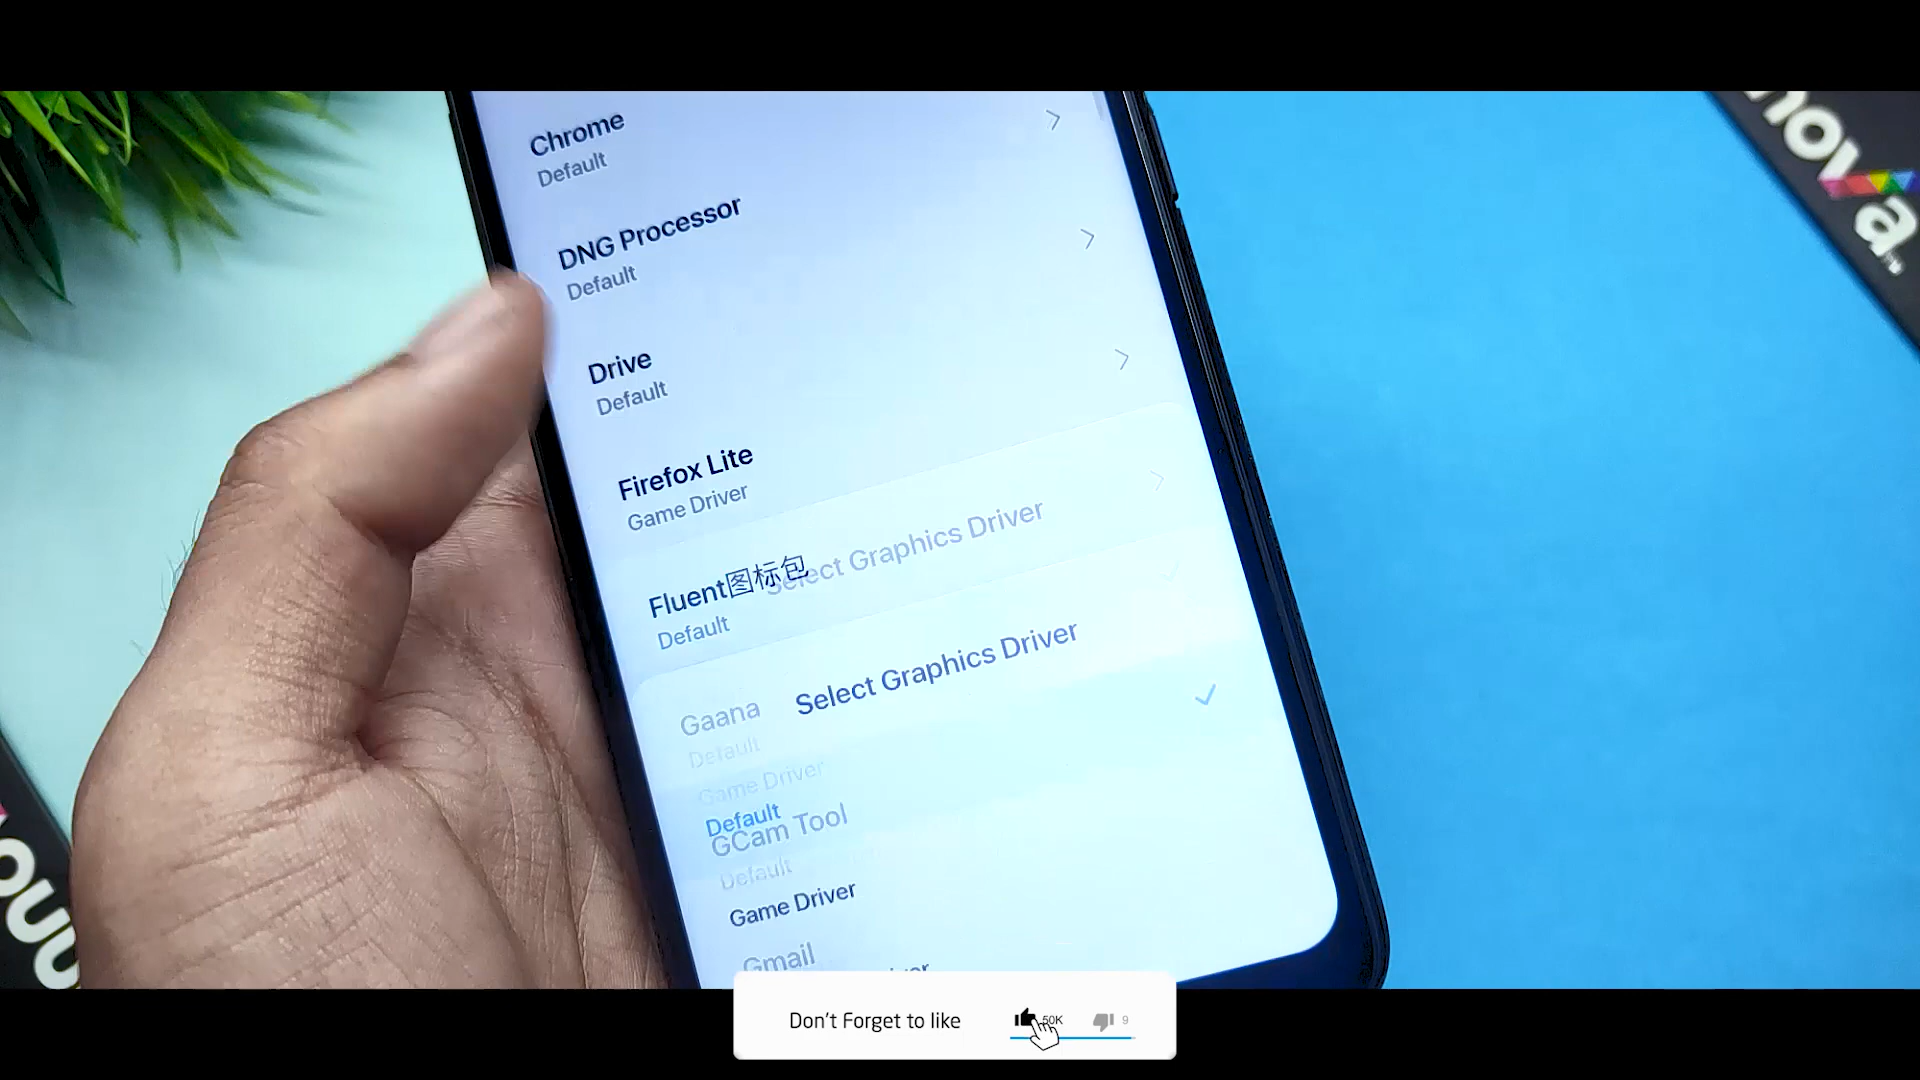 Chrome
Default
DNG Processor
Default
Drive
Default
Firefox Lite
Game Driver
Select Graphics Driver
Fluent图标包
Default
Select Graphics Driver
Gaana
Default
Game Driver
Default
GCam Tool
Default
Game Driver
Gmail
nova
Don't Forget to like
50K
9